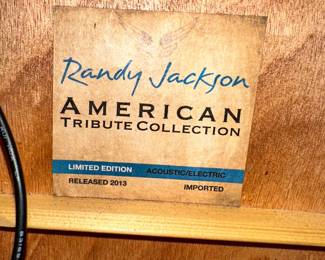 Randy Jackson
AMERICAN
TRIBUTE COLLECTION
LIMITED EDITION ACOUSTIC/ELECTRIC
RELEASED 2013 IMPORTED